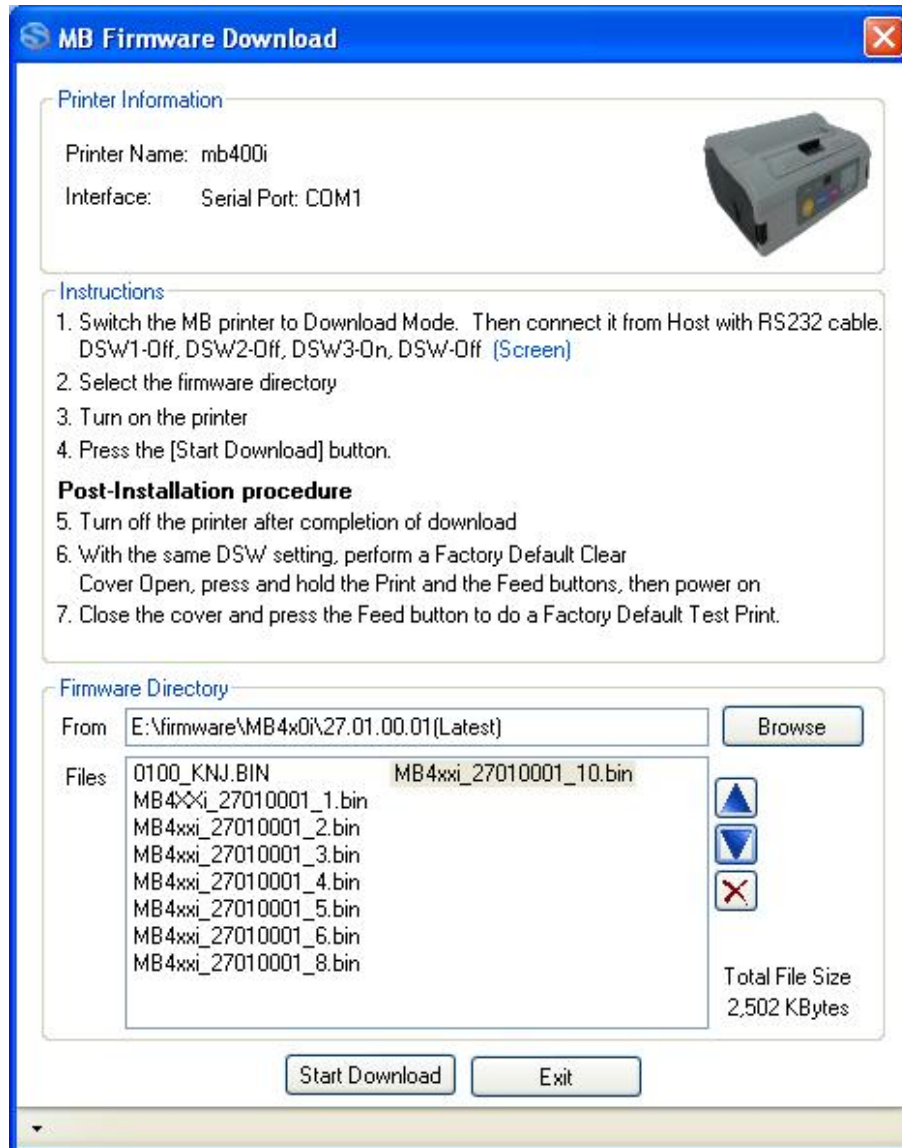 MB Firmware Download
Printer Information
Printer Name: mb400i
Interface: Serial Port: COM1
Instructions
1. Switch the MB printer to Download Mode. Then connect it from Host with RS232 cable.
DSW1-Off, DSW2-Off, DSW3-On, DSW-Off (Screen)
2. Select the firmware directory
3. Turn on the printer
4. Press the [Start Download] button.
Post-Installation procedure
5. Turn off the printer after completion of download
6. With the same DSW setting, perform a Factory Default Clear
Cover Open, press and hold the Print and the Feed buttons, then power on
7. Close the cover and press the Feed button to do a Factory Default Test Print.
Firmware Directory
From E:\firmware\MB4x0i\27.01.00.01(Latest) Browse
Files
0100_KNJ.BIN
MB4XXi_27010001_1.bin
MB4xxi_27010001_2.bin
MB4xxi_27010001_3.bin
MB4xxi_27010001_4.bin
MB4xxi_27010001_5.bin
MB4xxi_27010001_6.bin
MB4xxi_27010001_8.bin
MB4xxi_27010001_10.bin
Total File Size
2,502 KBytes
Start Download Exit